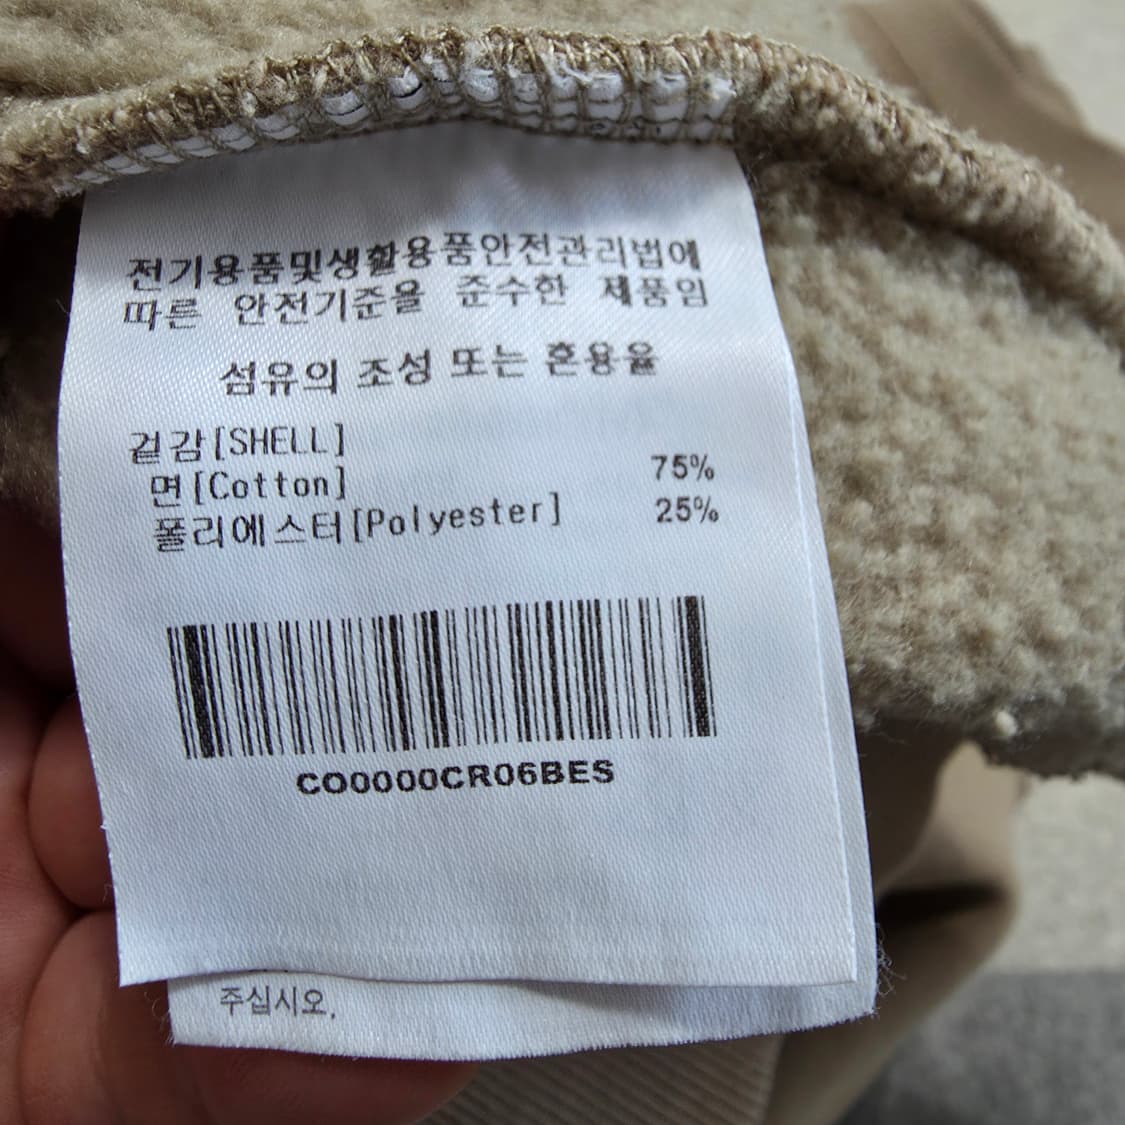 전기용품및생활용품안전관리법에
따른 안전기준을 준수한 제품임
섬유의 조성 또는 혼용율
겉감[SHELL]
면[Cotton] 75%
폴리에스터[Polyester] 25%
CO0000CR06BES
주십시오.